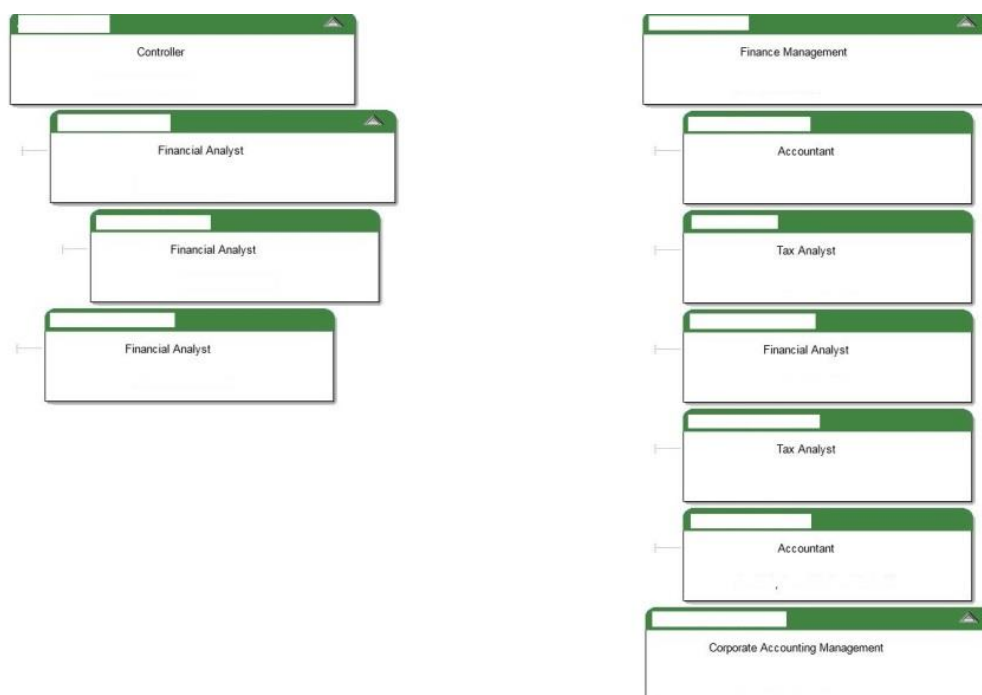 Controller
Financial Analyst
Financial Analyst
Financial Analyst
Finance Management
Accountant
Tax Analyst
Financial Analyst
Tax Analyst
Accountant
Corporate Accounting Management